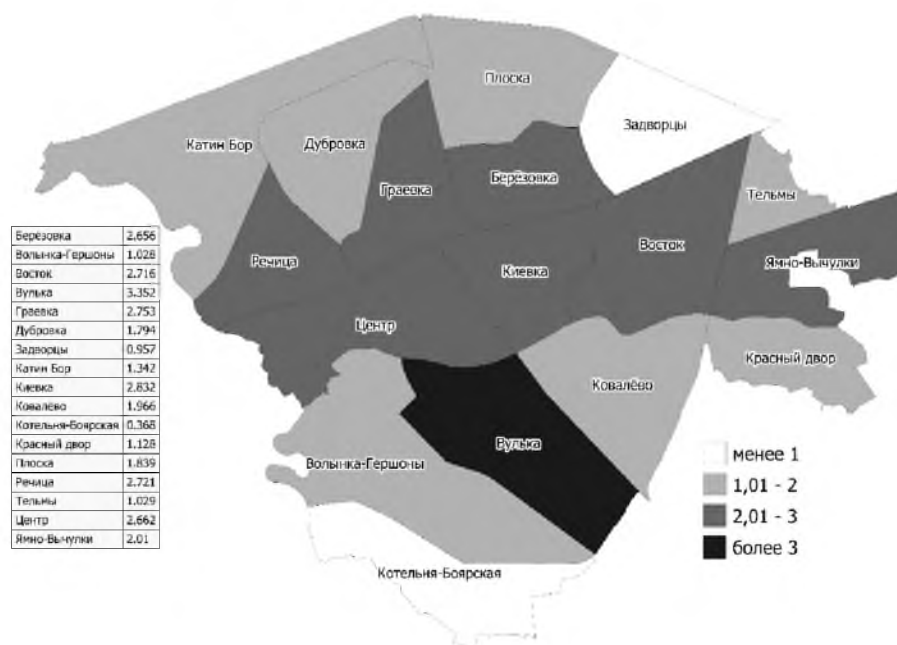 Плоска
Задворцы
Катин Бор
Дубровка
Граевка
Берёзовка
Тельмы
Речица
Восток
Киевка
Ямно-Вычулки
Центр
Красный двор
Ковалёво
Вулька
Волынка-Гершоны
Котельня-Боярская
Берёзовка 2.656
Волынка-Гершоны 1.028
Восток 2.716
Вулька 3.352
Граевка 2.753
Дубровка 1.794
Задворцы 0.957
Катин Бор 1.342
Киевка 2.832
Ковалёво 1.966
Котельня-Боярская 0.368
Красный двор 1.128
Плоска 1.839
Речица 2.721
Тельмы 1.029
Центр 2.662
Ямно-Вычулки 2.01
менее 1
1,01 - 2
2,01 - 3
более 3